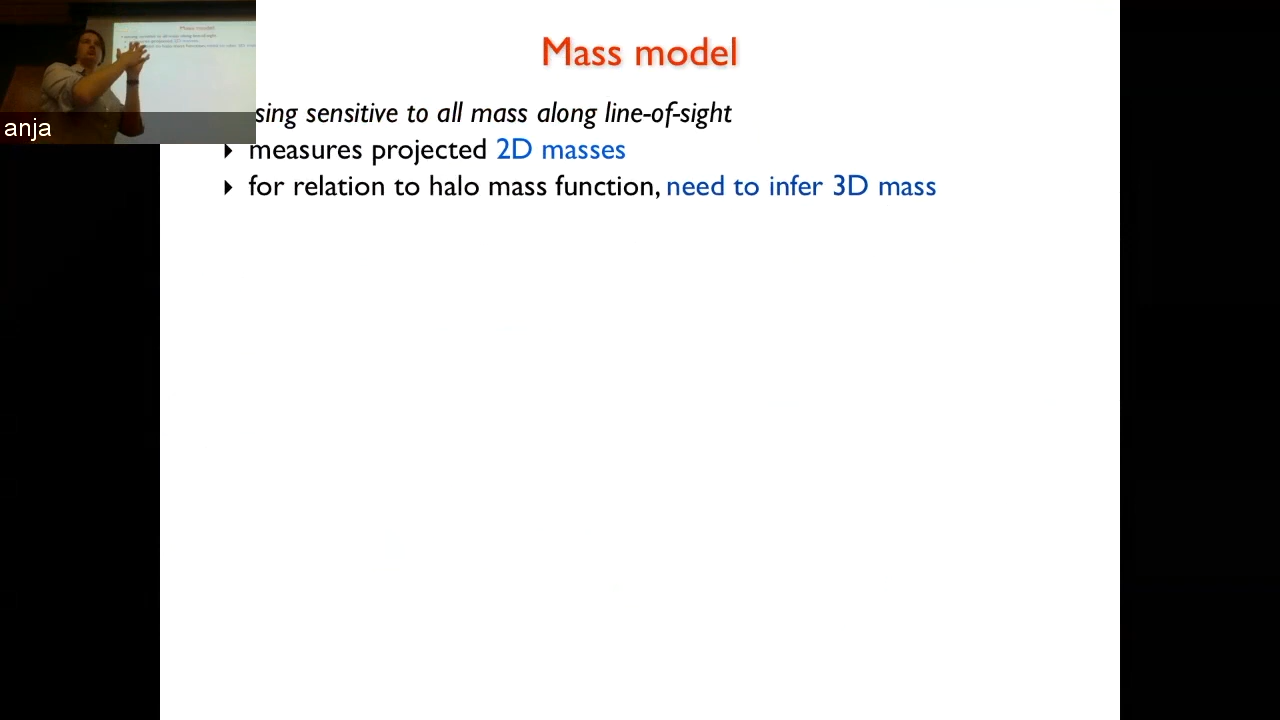 Mass model
sing sensitive to all mass along line-of-sight
measures projected 2D masses
for relation to halo mass function, need to infer 3D mass
anja